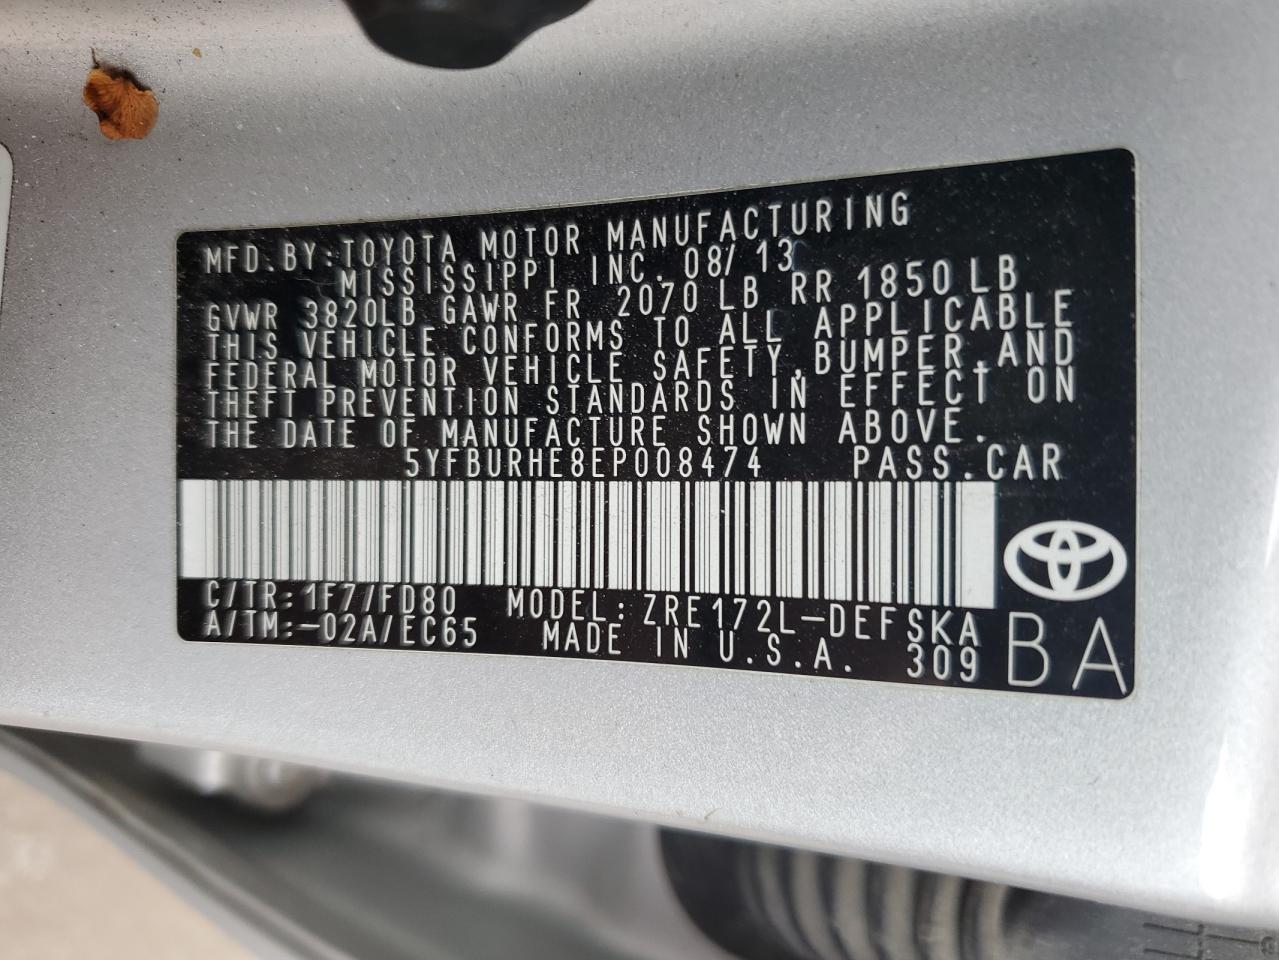 MFD.BY:TOYOTA MOTOR MANUFACTURING
MISSISSIPPI INC. 08/13
GVWR 3820LB GAWR FR 2070 LB RR 1850 LB
THIS VEHICLE CONFORMS TO ALL APPLICABLE
FEDERAL MOTOR VEHICLE SAFETY,BUMPER,AND
THEFT PREVENTION STANDARDS IN EFFECT ON
THE DATE OF MANUFACTURE SHOWN ABOVE.
5YFBURHE8EP008474 PASS.CAR
C/TR:1F7/FD80 MODEL:ZRE172L-DEFSKA
A/TM:-02A/EC65 MADE IN U.S.A. 309
BA